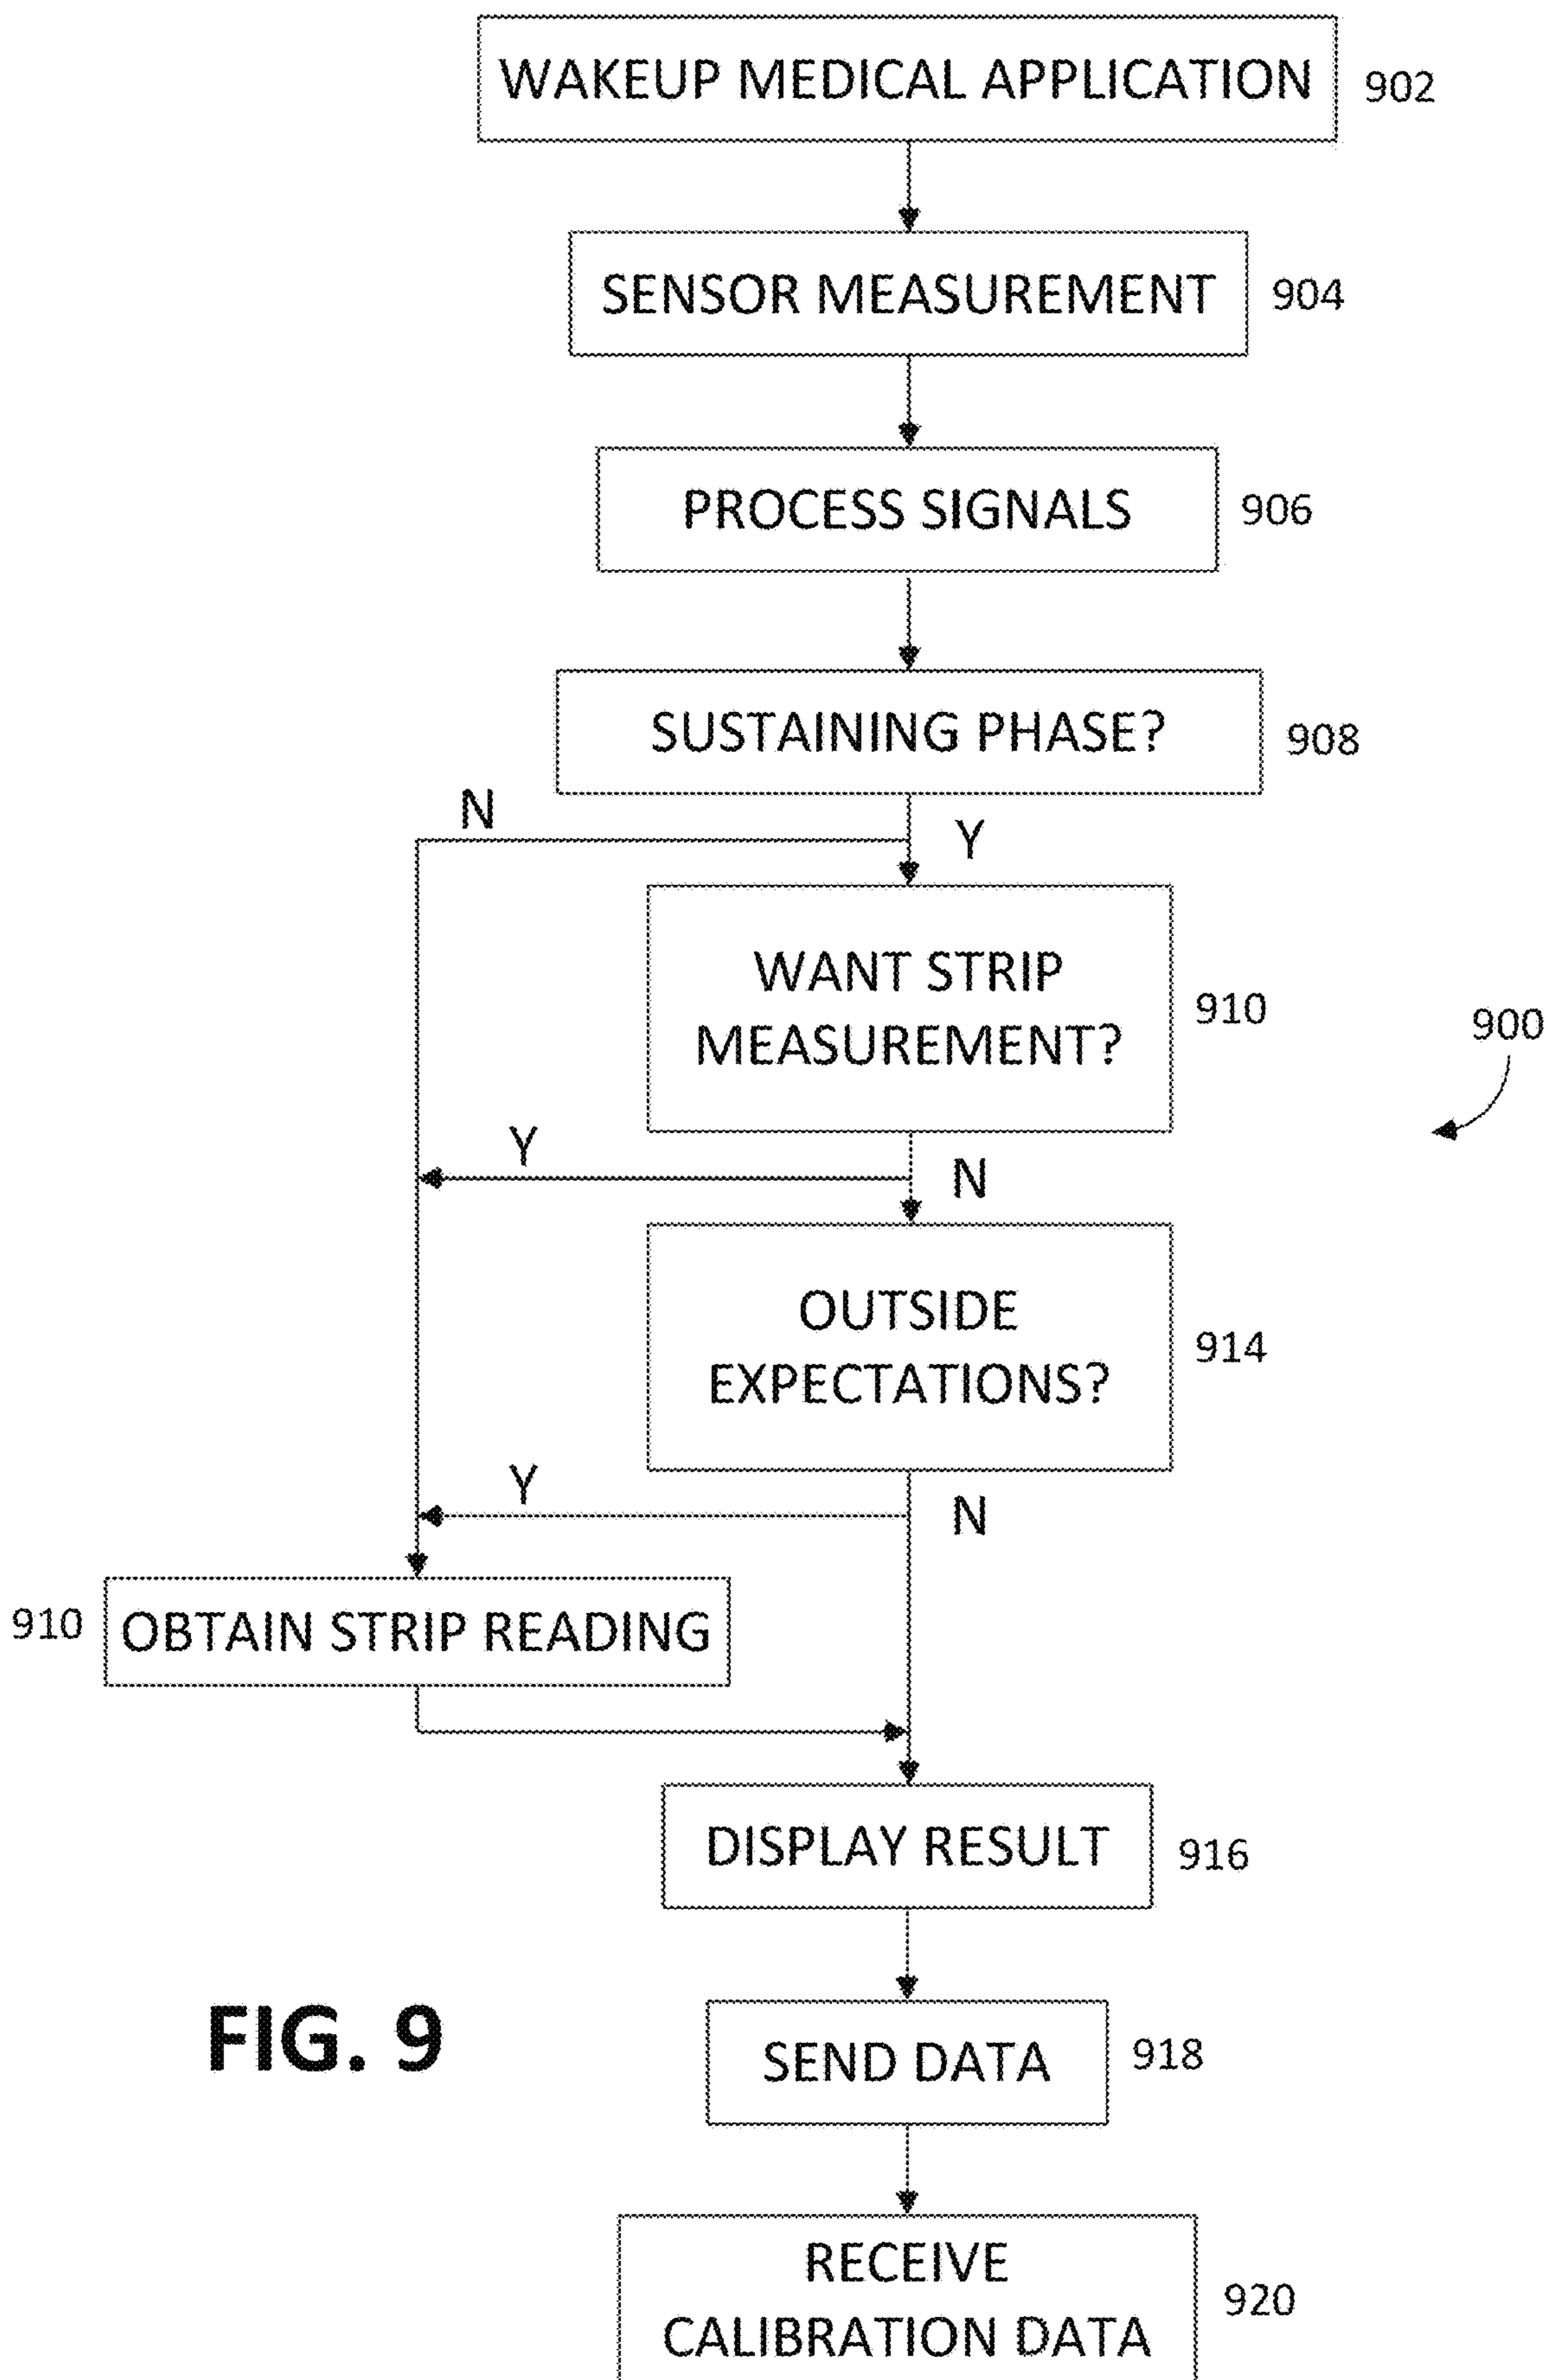 WAKEUP MEDICAL APPLICATION
902
SENSOR MEASUREMENT
904
PROCESS SIGNALS
906
SUSTAINING PHASE?
908
N
Y
WANT STRIP
MEASUREMENT?
910
900
Y
N
OUTSIDE
EXPECTATIONS?
914
Y
N
910
OBTAIN STRIP READING
DISPLAY RESULT
916
FIG. 9
SEND DATA
918
RECEIVE
CALIBRATION DATA
920